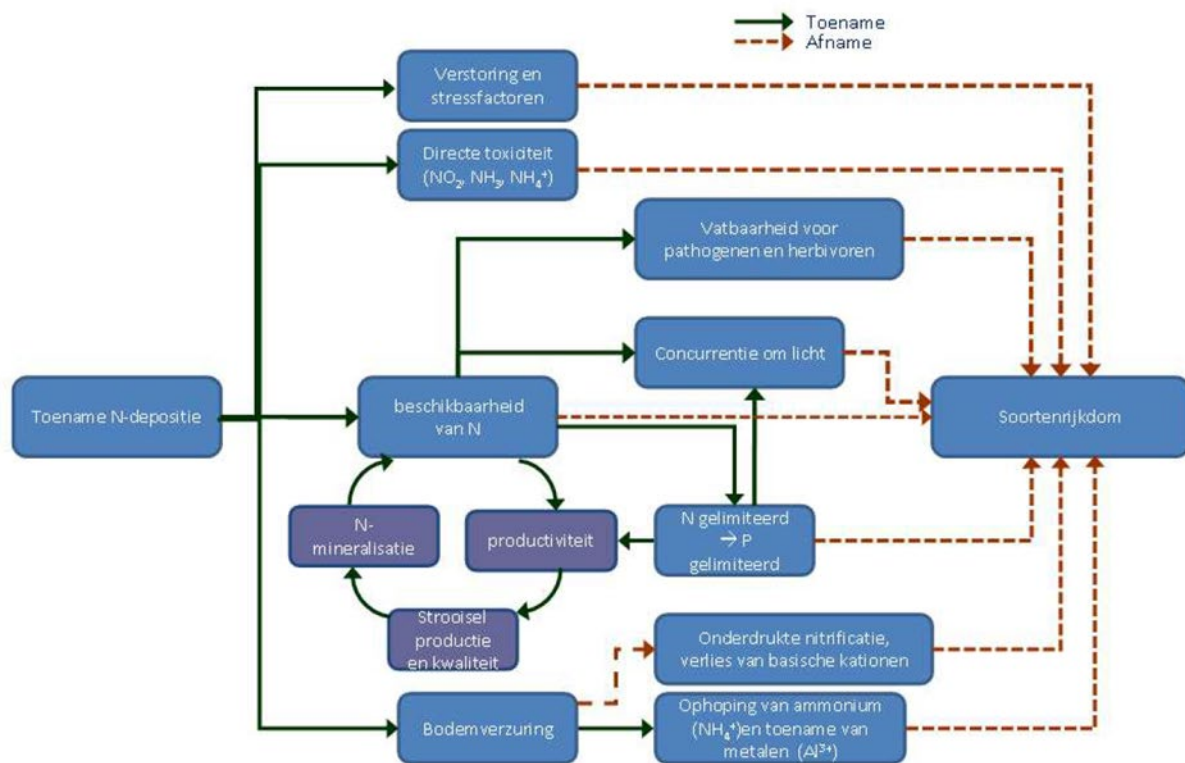 Toename
Afname
Verstoring en
stressfactoren
Directe toxiciteit
(NO₂, NH₃, NH₄⁺)
Vatbaarheid voor
pathogenen en herbivoren
Concurrentie om licht
Toename N-depositie
beschikbaarheid
van N
Soortenrijkdom
N-
mineralisatie
productiviteit
N gelimiteerd
→ P
gelimiteerd
Strooisel
productie
en kwaliteit
Onderdrukte nitrificatie,
verlies van basische kationen
Bodemverzuring
Ophoping van ammonium
(NH₄⁺)en toename van
metalen (Al³⁺)